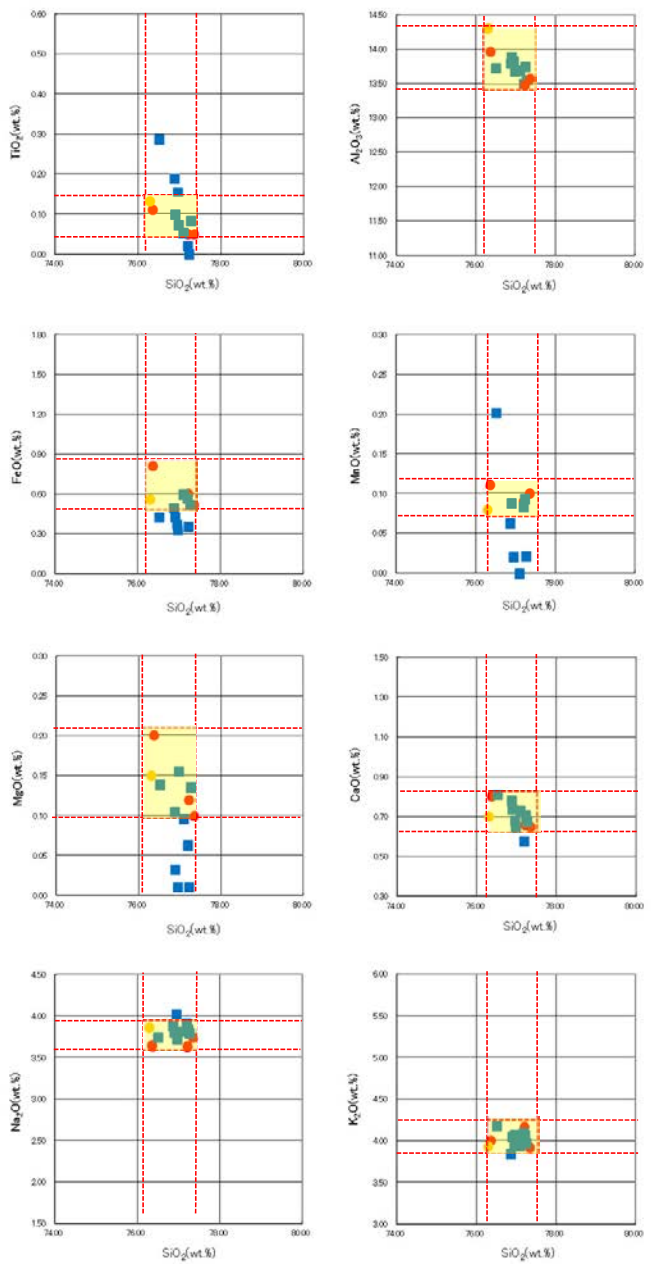 0.60 14.50
0.50 14.00
0.40 13.50
TiO2(wt.%) 0.30 Al2O3(wt.%) 13.00
12.50
0.20 12.00
0.10 11.50
0.00 11.00
74.00 76.00 78.00 80.00 74.00 76.00 78.00 80.00
SiO2(wt.%) SiO2(wt.%)
1.80 0.30
1.50 0.25
1.20 0.20
FeO(wt.%) 0.90 MnO(wt.%) 0.15
0.60 0.10
0.30 0.05
0.00 0.00
74.00 76.00 78.00 80.00 74.00 76.00 78.00 80.00
SiO2(wt.%) SiO2(wt.%)
0.30 1.50
0.25 1.30
0.20 1.10
MgO(wt.%) 0.15 CaO(wt.%) 0.90
0.10 0.70
0.05 0.50
0.00 0.30
74.00 76.00 78.00 80.00 74.00 76.00 78.00 80.00
SiO2(wt.%) SiO2(wt.%)
4.50 6.00
4.00 5.50
3.50 5.00
Na2O(wt.%) 3.00 K2O(wt.%) 4.50
2.50 4.00
2.00 3.50
1.50 3.00
74.00 76.00 78.00 80.00 74.00 76.00 78.00 80.00
SiO2(wt.%) SiO2(wt.%)